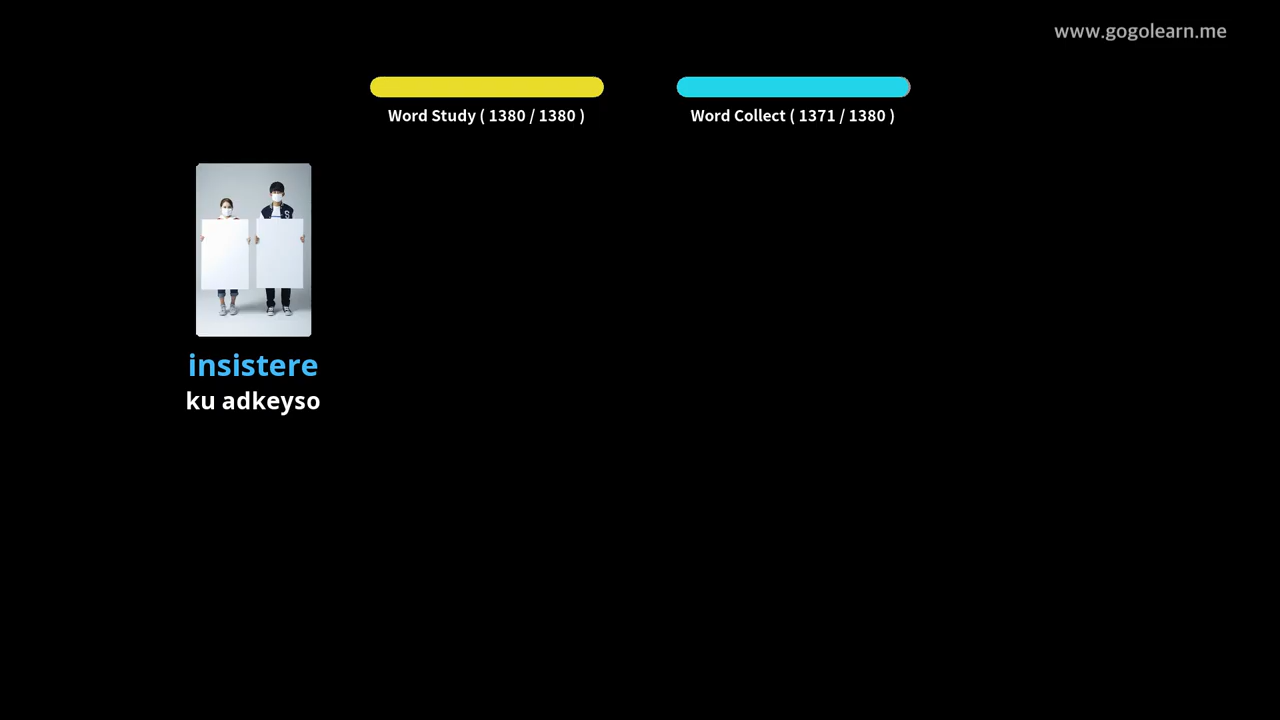 www.gogolearn.me
Word Study ( 1380 / 1380 )
Word Collect ( 1371 / 1380 )
S
insistere
ku adkeyso